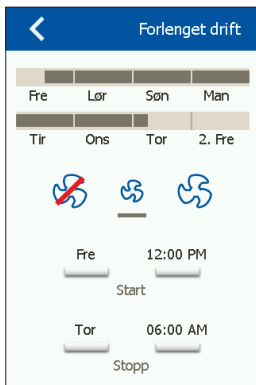 Forlenget drift
Fre Lør Søn Man
Tir Ons Tor 2. Fre
Fre 12:00 PM
Start
Tor 06:00 AM
Stopp